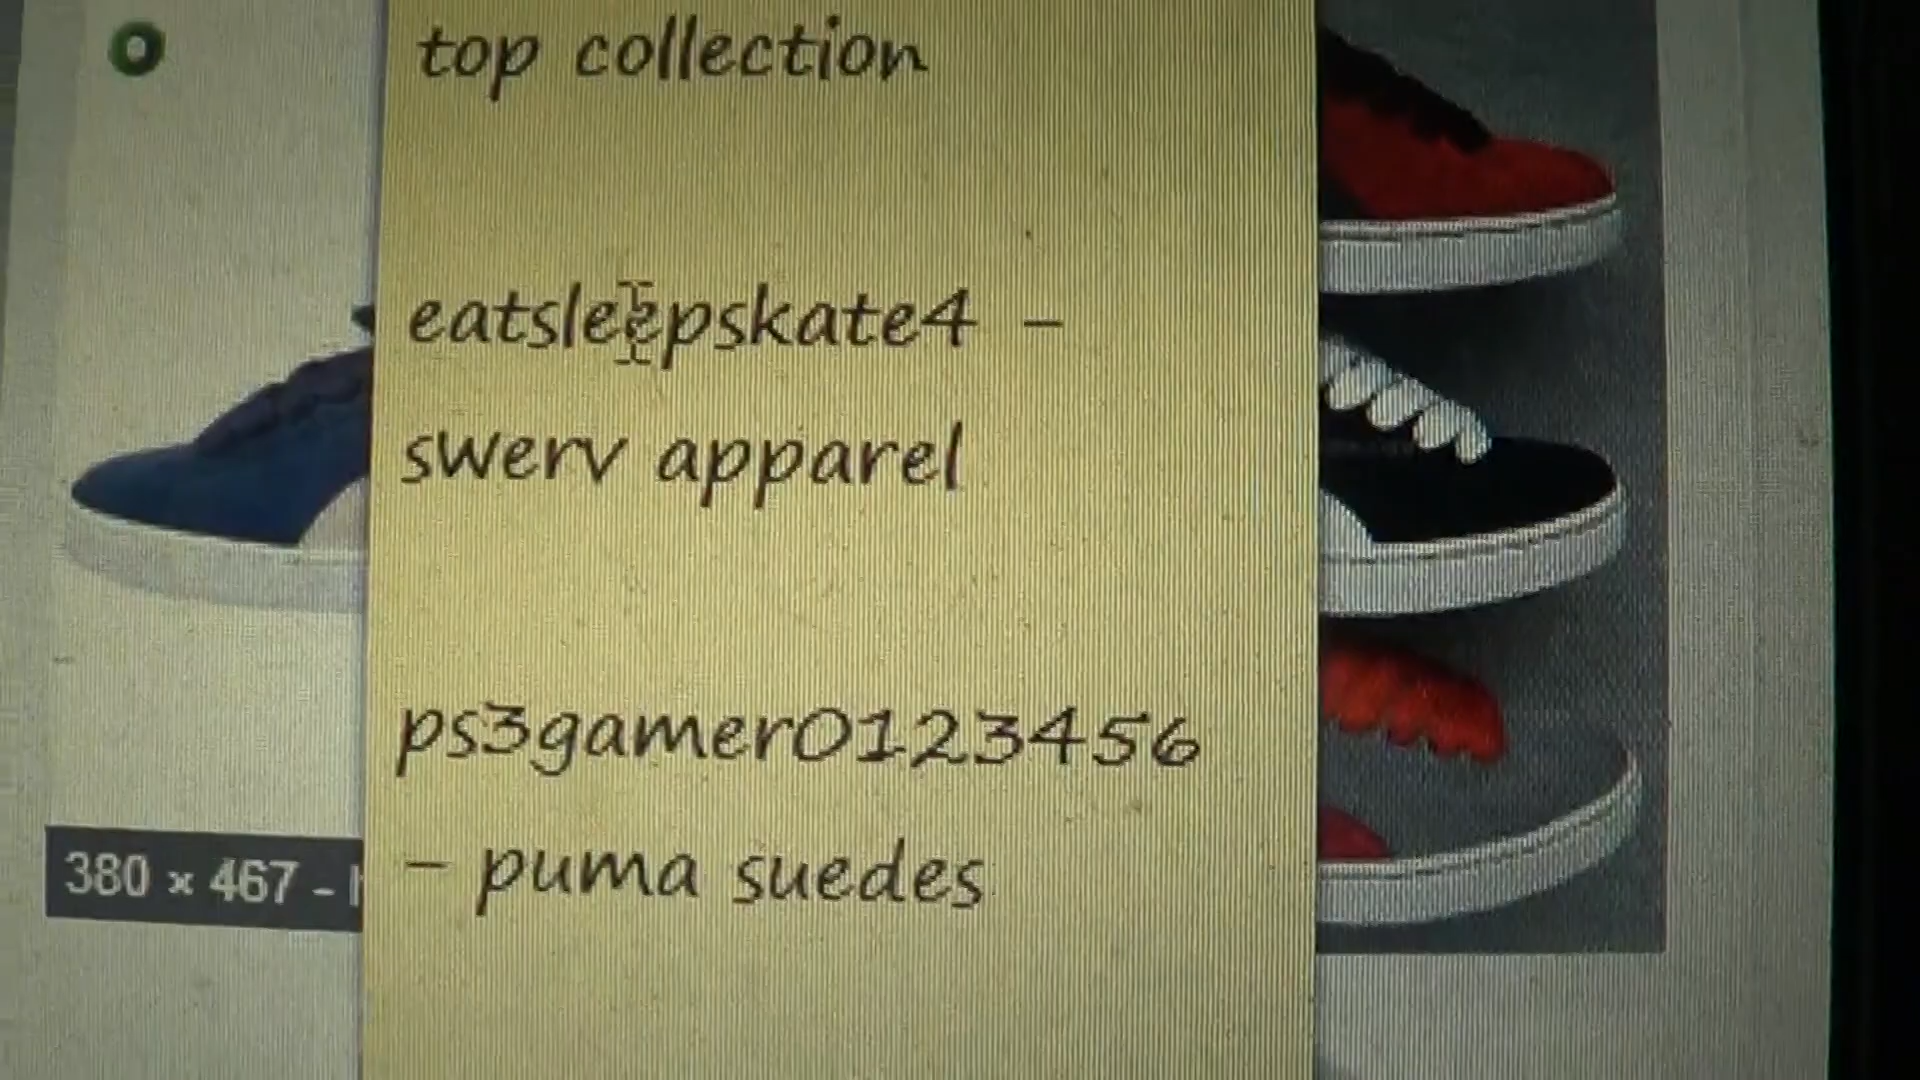 o
top collection
eatsleepskate4 -
swerv apparel
ps3gamer0123456
- puma suedes
380 × 467 -